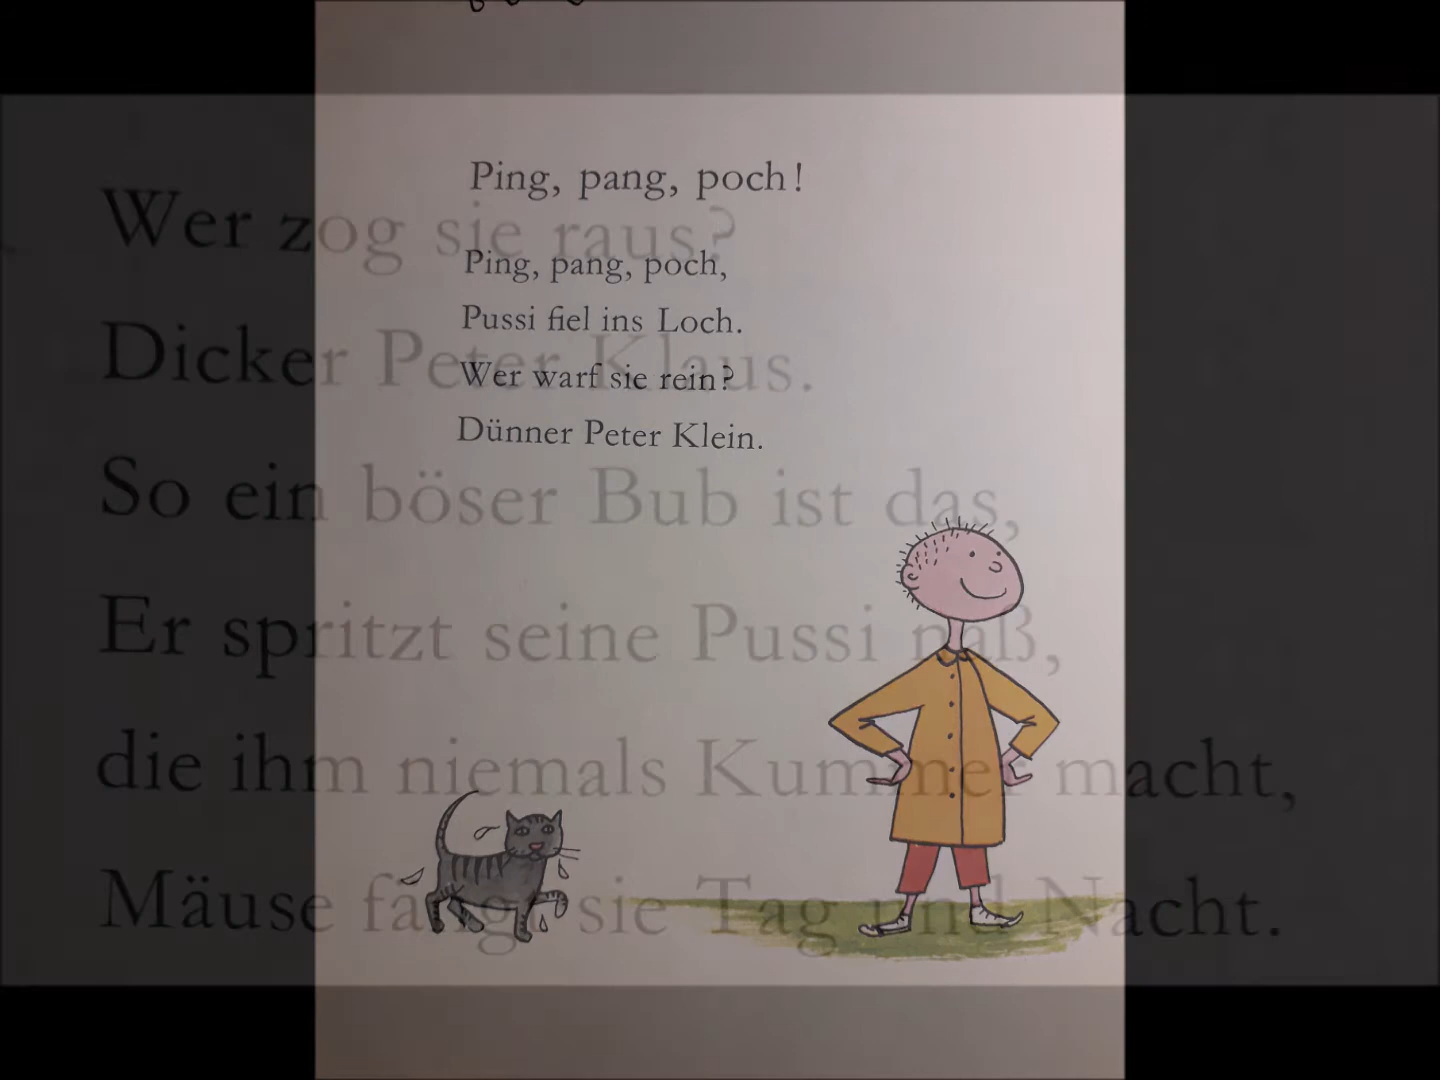 Ping, pang, poch!
Ping, pang, poch,
Pussi fiel ins Loch.
Wer warf sie rein?
Dünner Peter Klein.
Wer zog sie raus?
Dicker Peter Klaus.
So ein böser Bub ist das,
Er spritzt seine Pussi naß,
die ihm niemals Kummer macht,
Mäuse fängt sie Tag und Nacht.